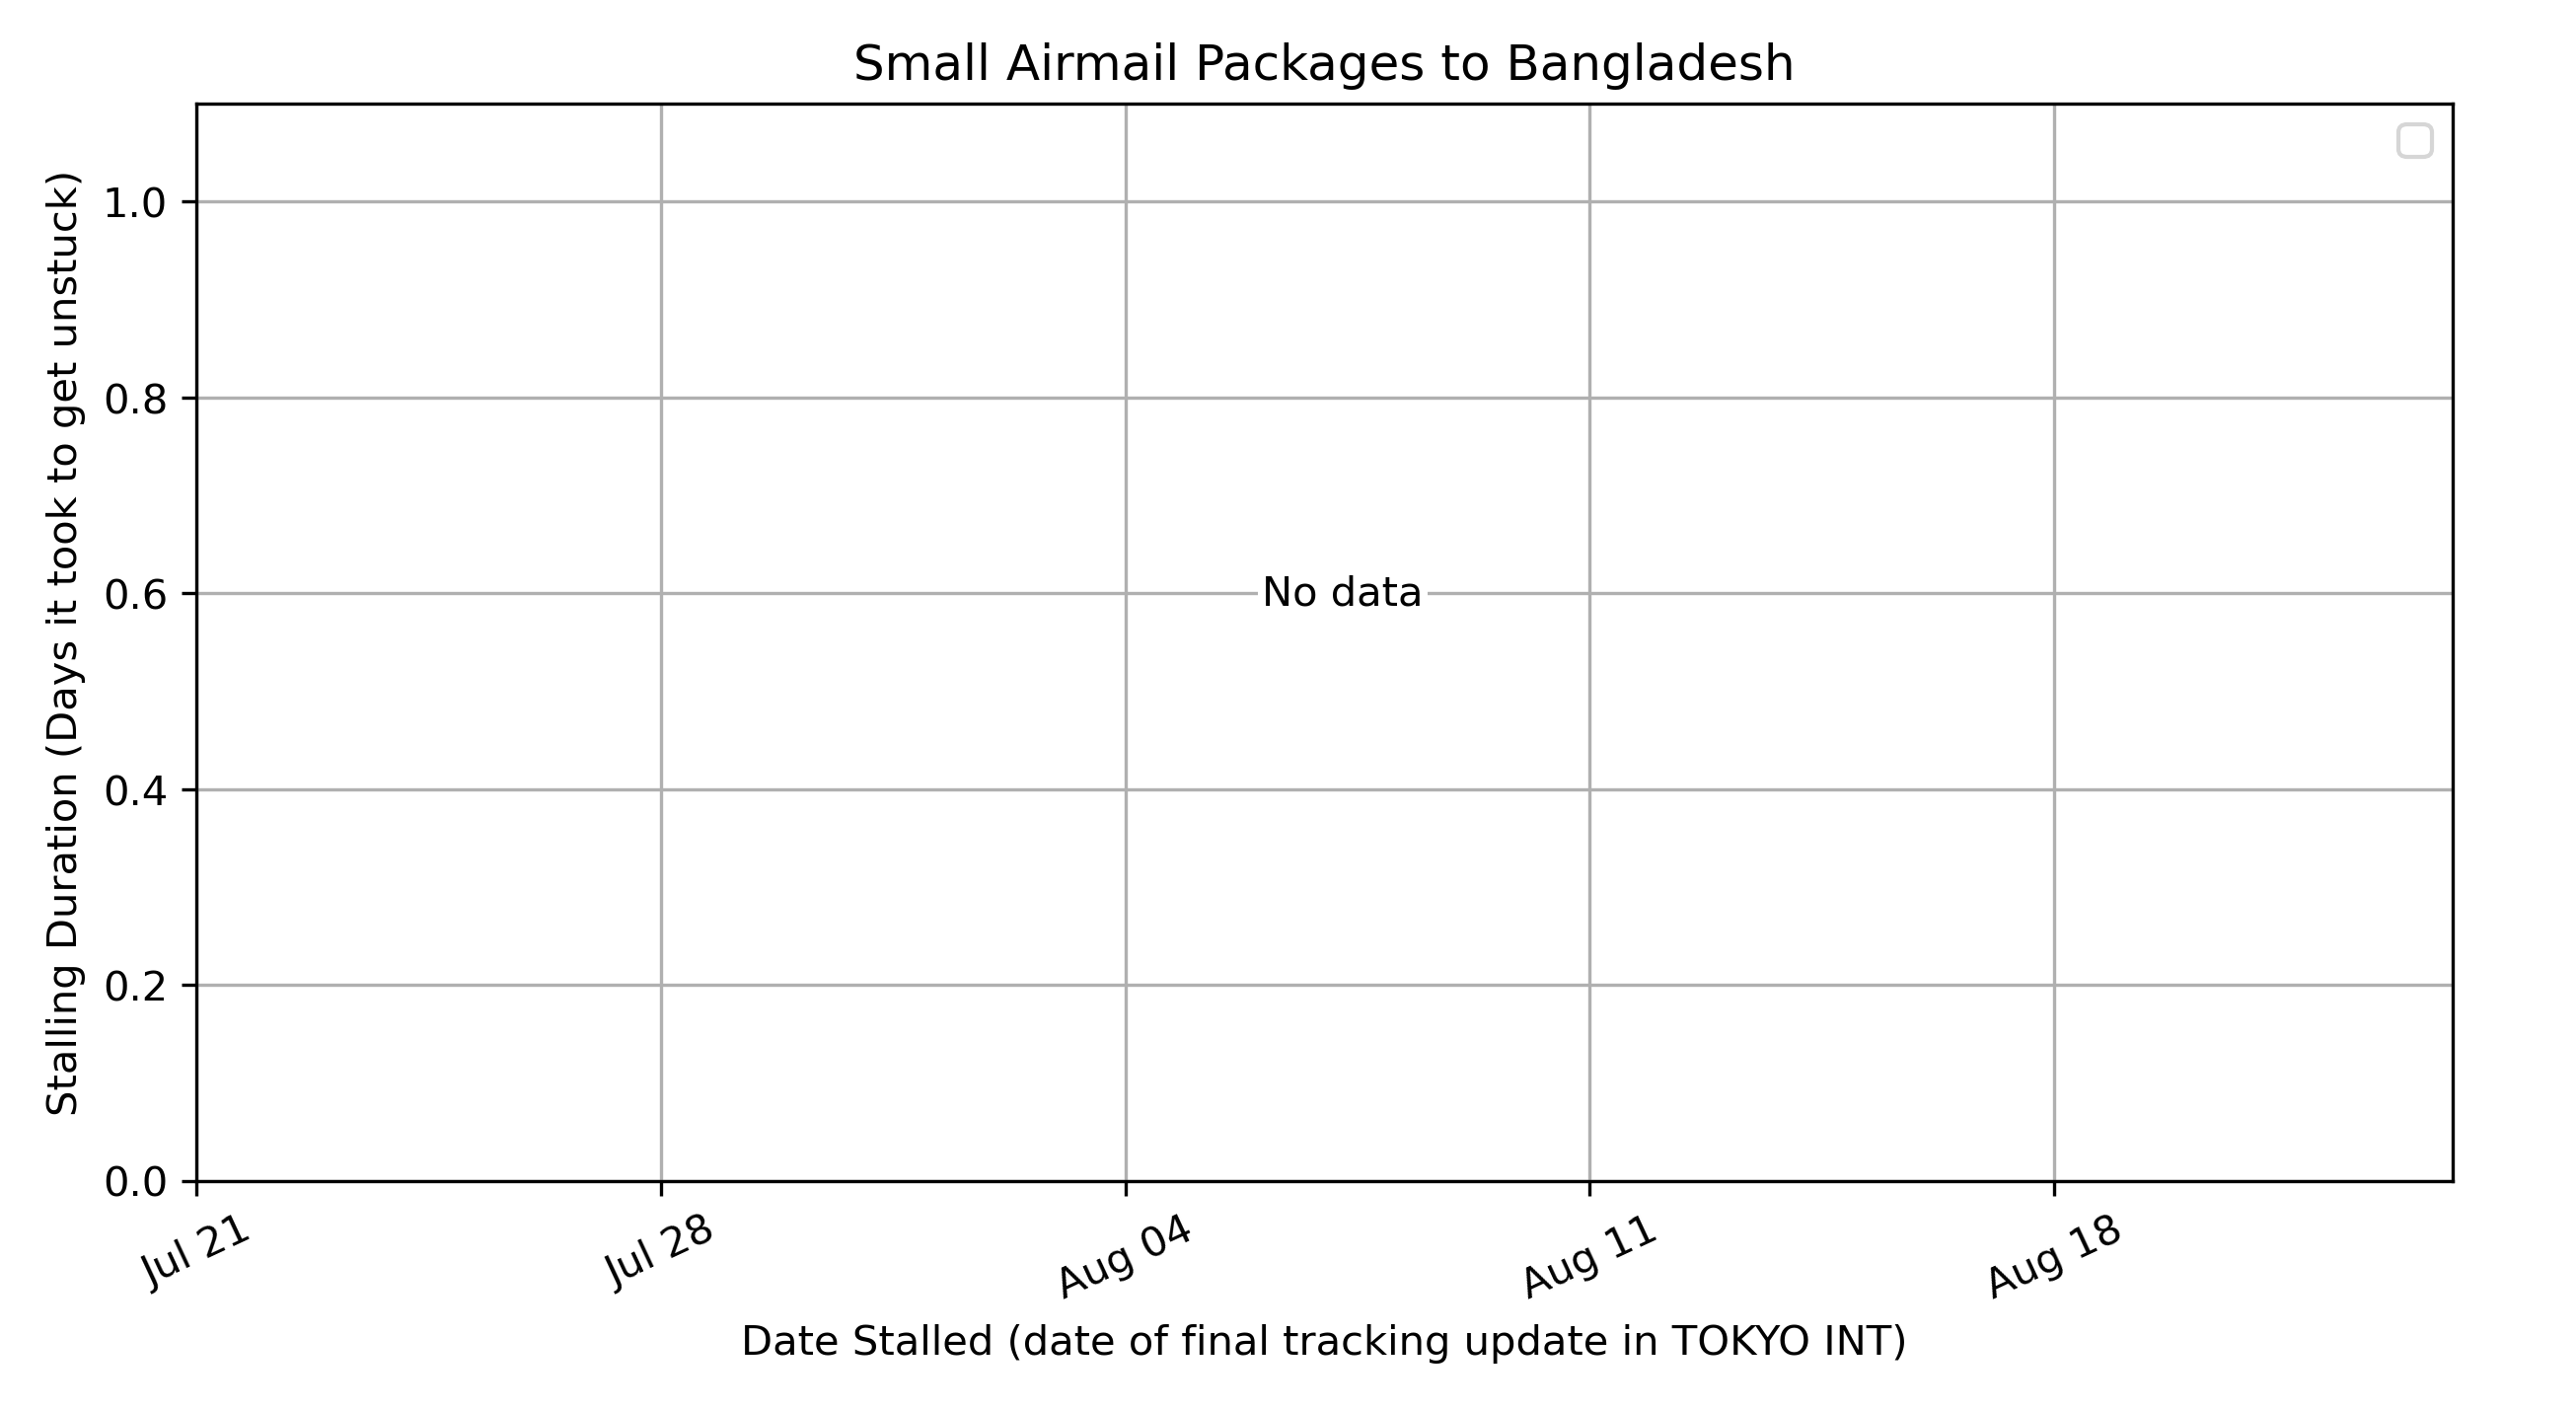 Small Airmail Packages to Bangladesh
Stalling Duration (Days it took to get unstuck)
1.0
0.8
0.6
0.4
0.2
0.0
No data
Jul 21
Jul 28
Aug 04
Aug 11
Aug 18
Date Stalled (date of final tracking update in TOKYO INT)